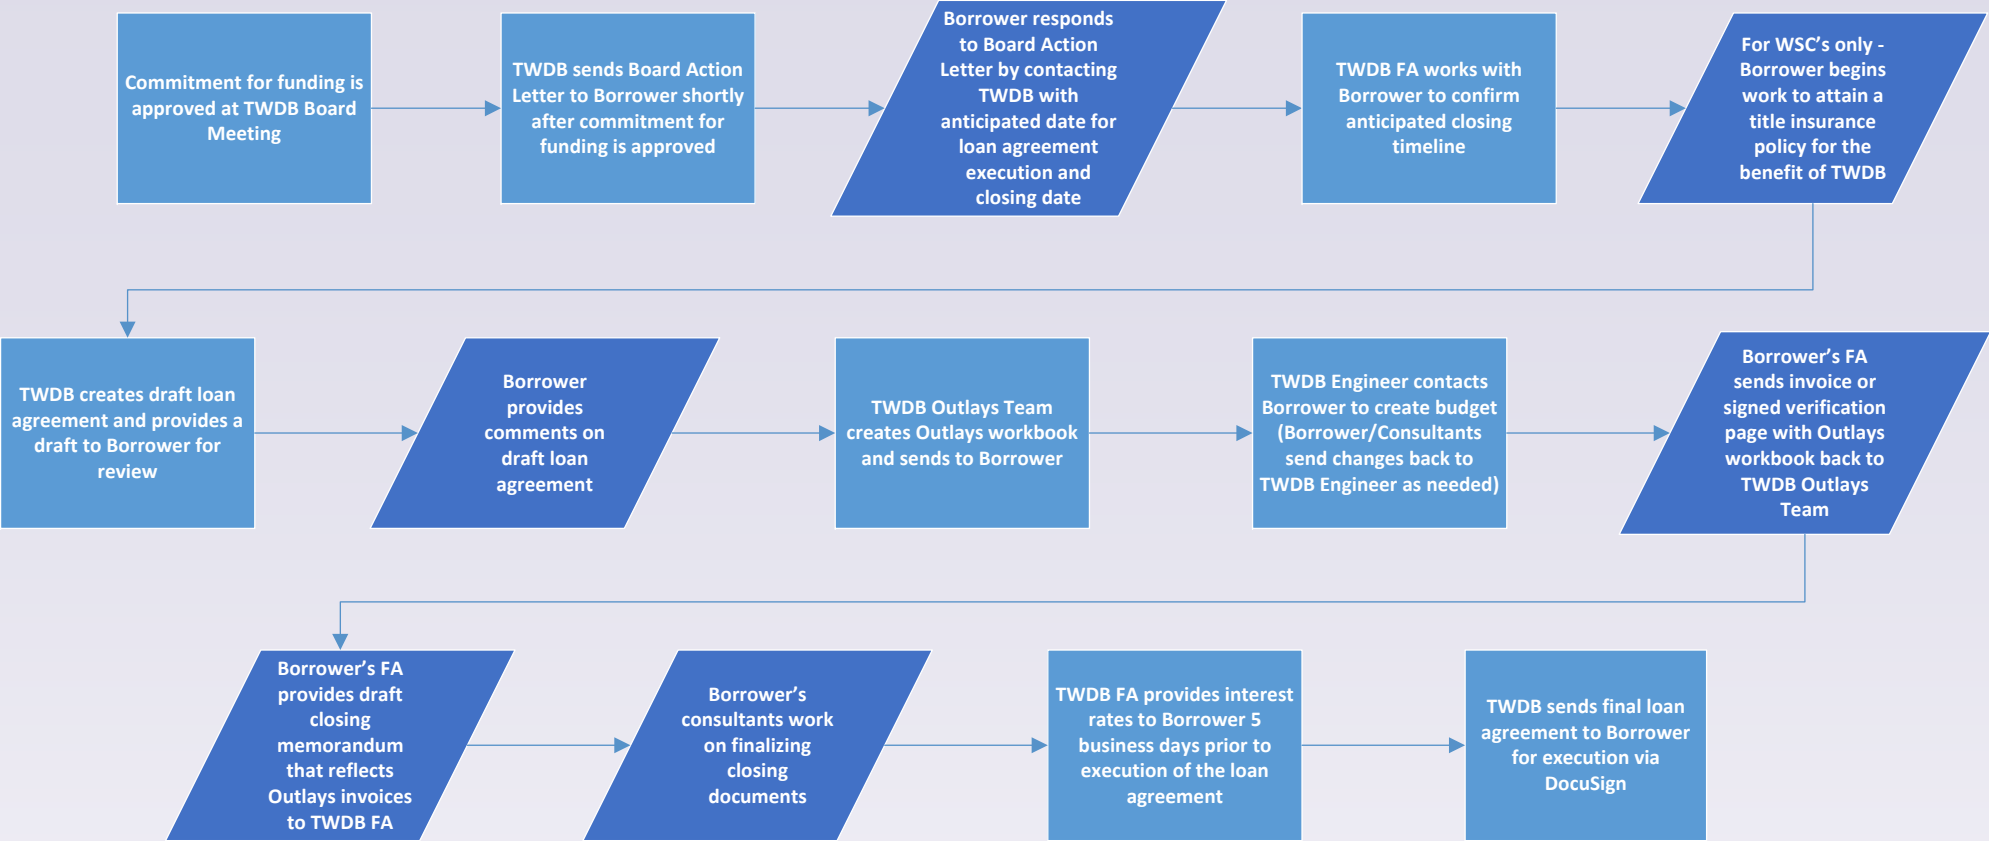 Commitment for funding is
approved at TWDB Board
Meeting
TWDB sends Board Action
Letter to Borrower shortly
after commitment for
funding is approved
Borrower responds
to Board Action
Letter by contacting
TWDB with
anticipated date for
loan agreement
execution and
closing date
TWDB FA works with
Borrower to confirm
anticipated closing
timeline
For WSC’s only -
Borrower begins
work to attain a
title insurance
policy for the
benefit of TWDB
TWDB creates draft loan
agreement and provides a
draft to Borrower for
review
Borrower
provides
comments on
draft loan
agreement
TWDB Outlays Team
creates Outlays workbook
and sends to Borrower
TWDB Engineer contacts
Borrower to create budget
(Borrower/Consultants
send changes back to
TWDB Engineer as needed)
Borrower’s FA
sends invoice or
signed verification
page with Outlays
workbook back to
TWDB Outlays
Team
Borrower’s FA
provides draft
closing
memorandum
that reflects
Outlays invoices
to TWDB FA
Borrower’s
consultants work
on finalizing
closing
documents
TWDB FA provides interest
rates to Borrower 5
business days prior to
execution of the loan
agreement
TWDB sends final loan
agreement to Borrower
for execution via
DocuSign